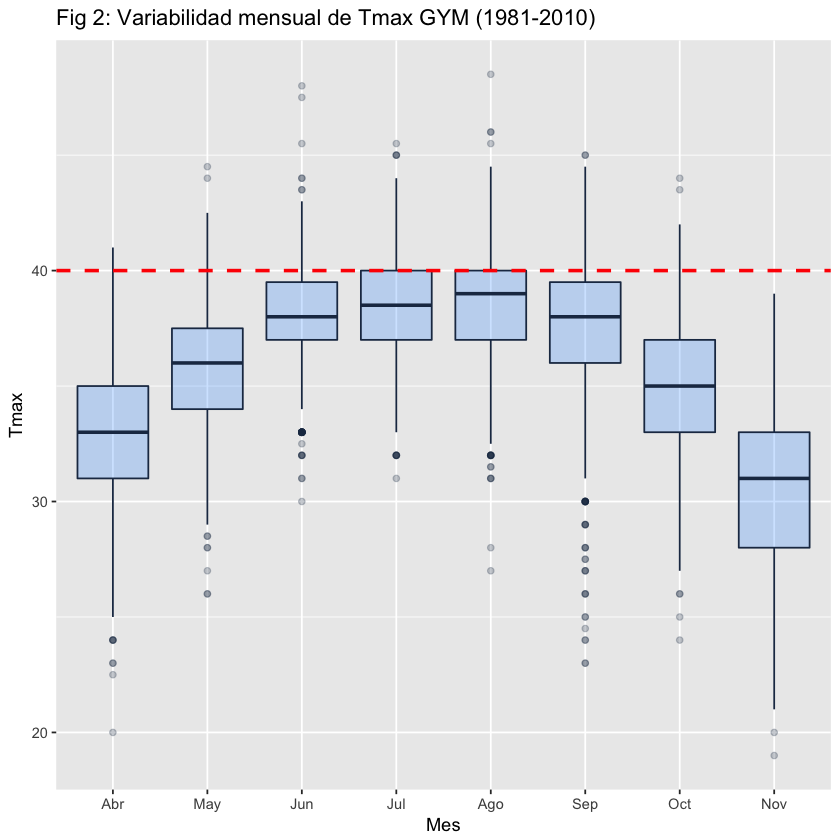 Fig 2: Variabilidad mensual de Tmax GYM (1981-2010)
Tmax
40
30
20
Abr May Jun Jul Ago Sep Oct Nov
Mes